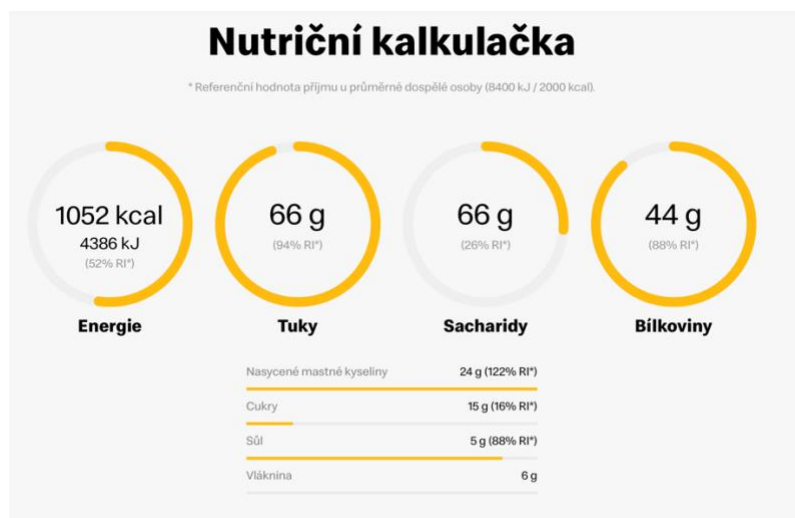 Nutriční kalkulačka
* Referenční hodnota příjmu u průměrné dospělé osoby (8400 kJ / 2000 kcal).
1052 kcal
4386 kJ
(52% RI*)
Energie
66 g
(94% RI*)
Tuky
66 g
(26% RI*)
Sacharidy
44 g
(88% RI*)
Bílkoviny
Nasycené mastné kyseliny 24 g (122% RI*)
Cukry 15 g (16% RI*)
Sůl 5 g (88% RI*)
Vláknina 6 g